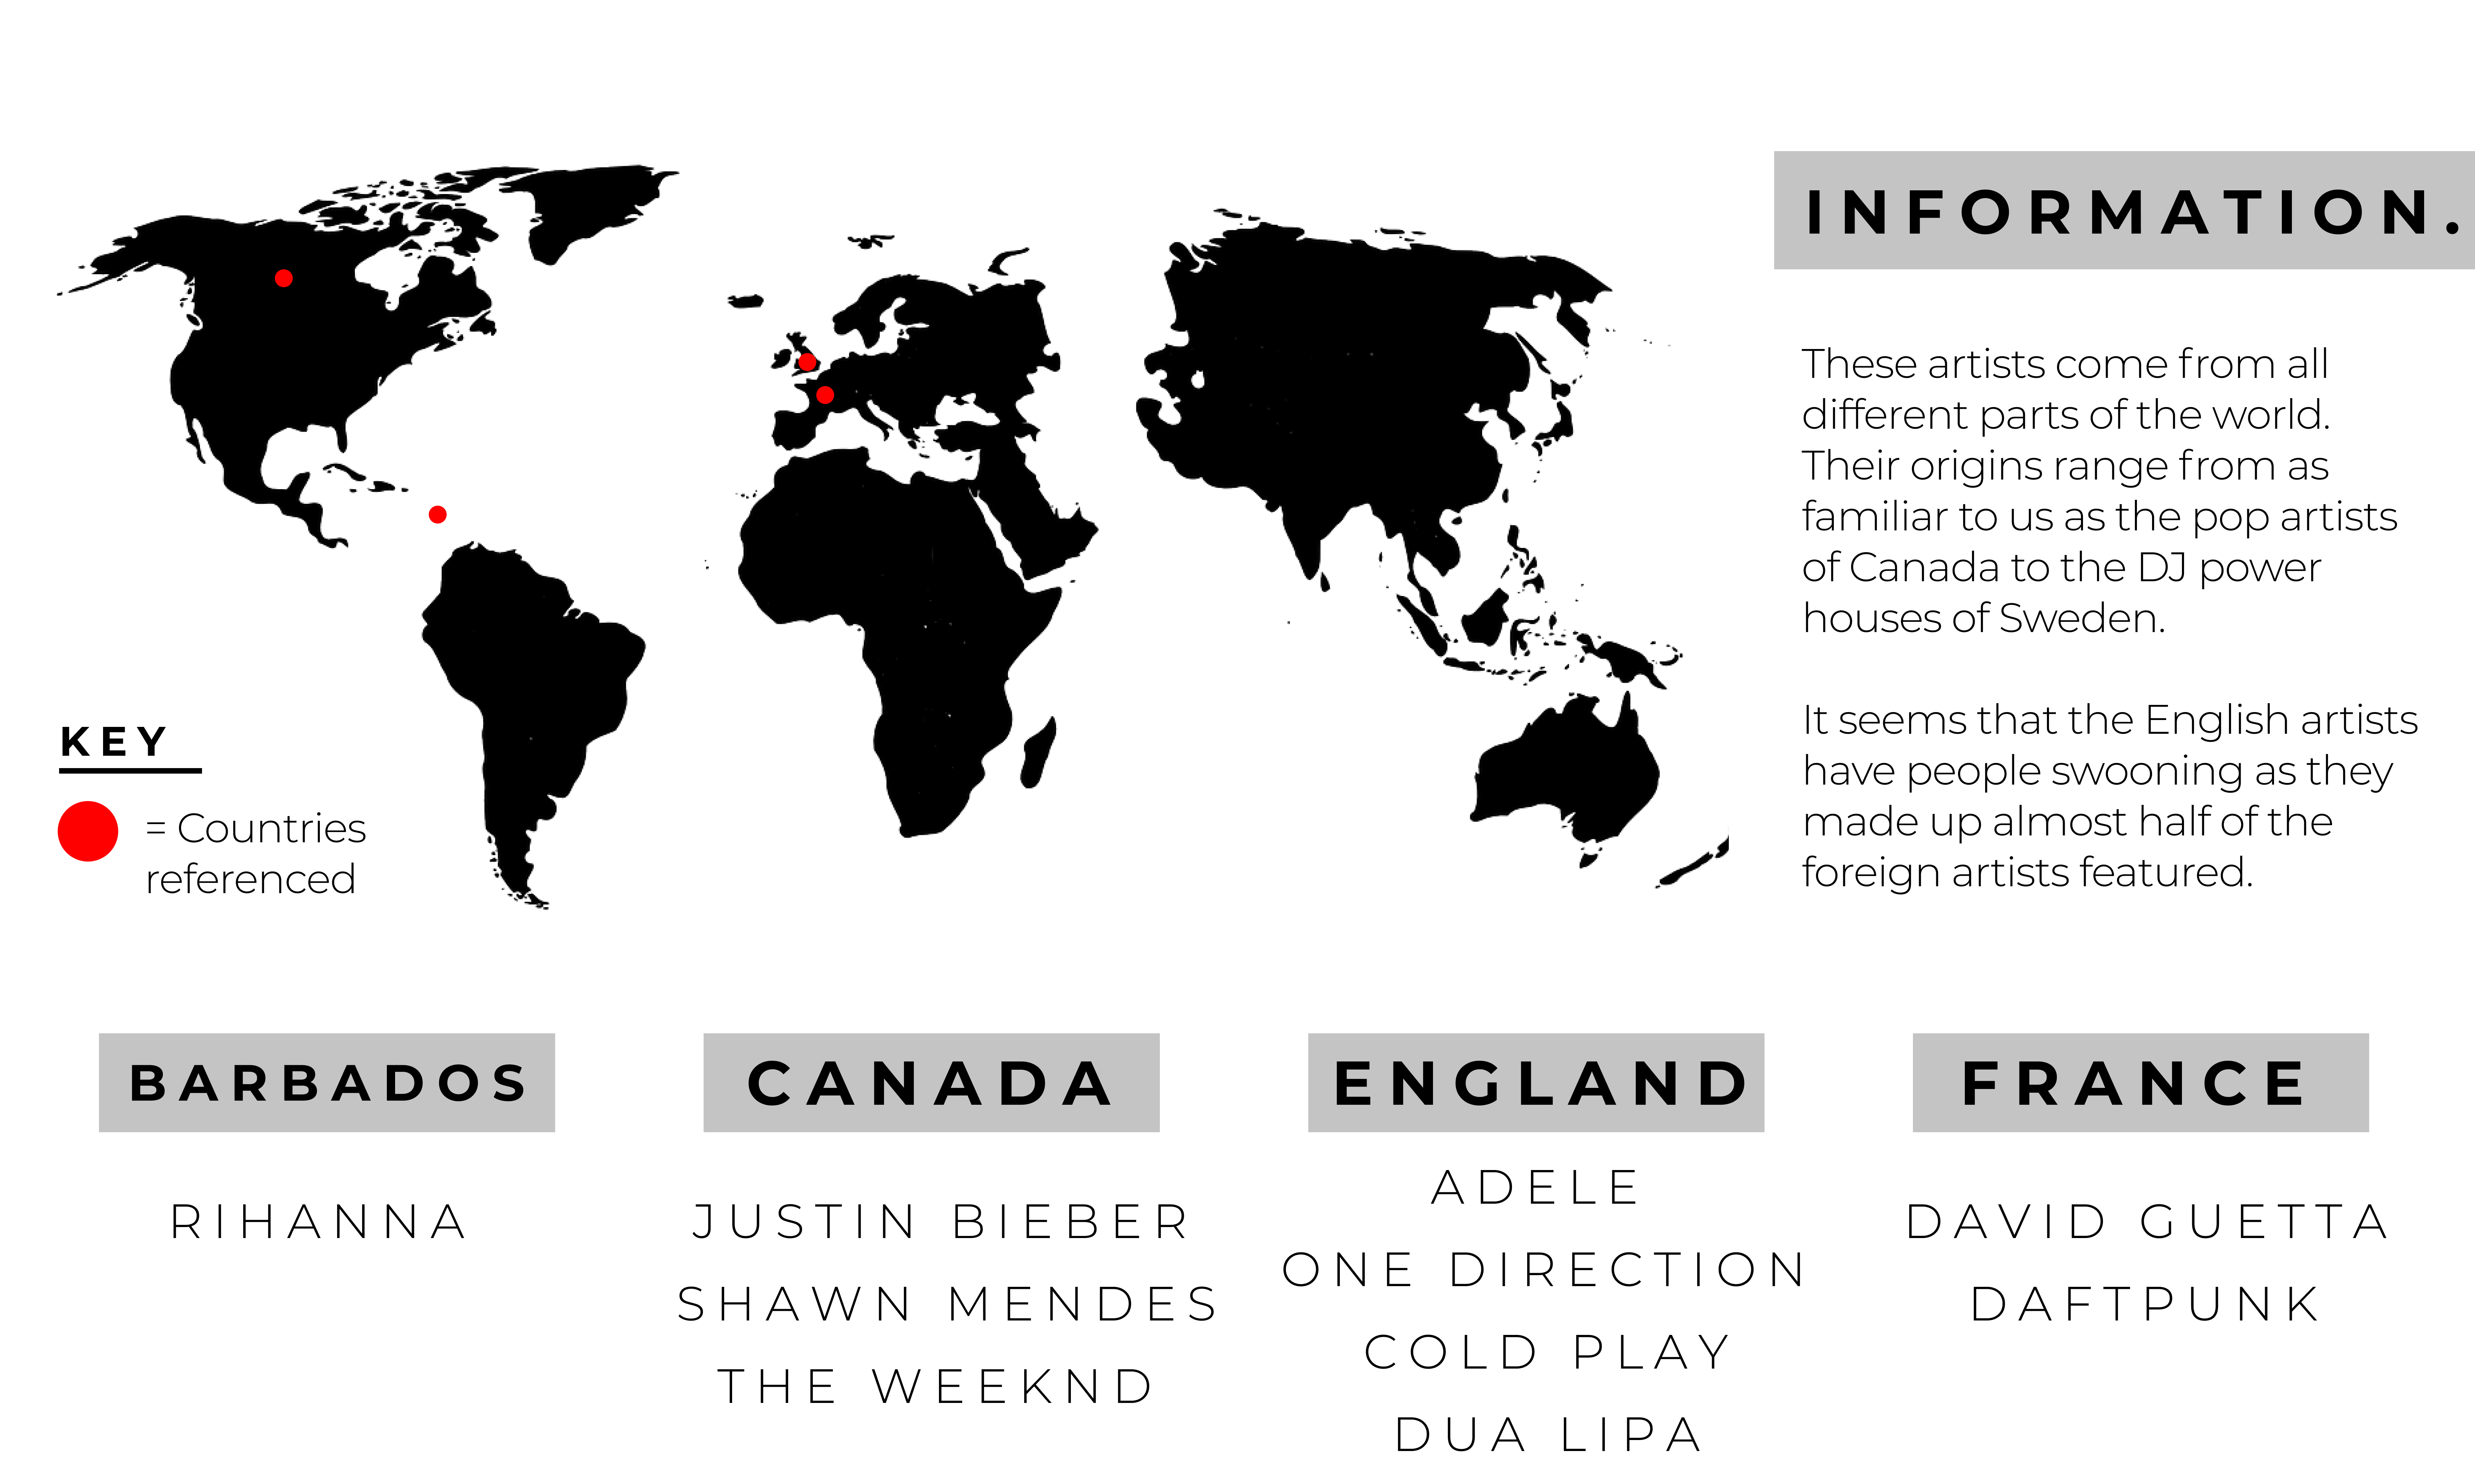 INFORMATION.
These artists come from all
different parts of the world.
Their origins range from as
familiar to us as the pop artists
of Canada to the DJ power
houses of Sweden.
It seems that the English artists
have people swooning as they
made up almost half of the
foreign artists featured.
KEY
= Countries
referenced
BARBADOS
RIHANNA
CANADA
JUSTIN BIEBER
SHAWN MENDES
THE WEEKND
ENGLAND
ADELE
ONE DIRECTION
COLD PLAY
DUA LIPA
FRANCE
DAVID GUETTA
DAFTPUNK